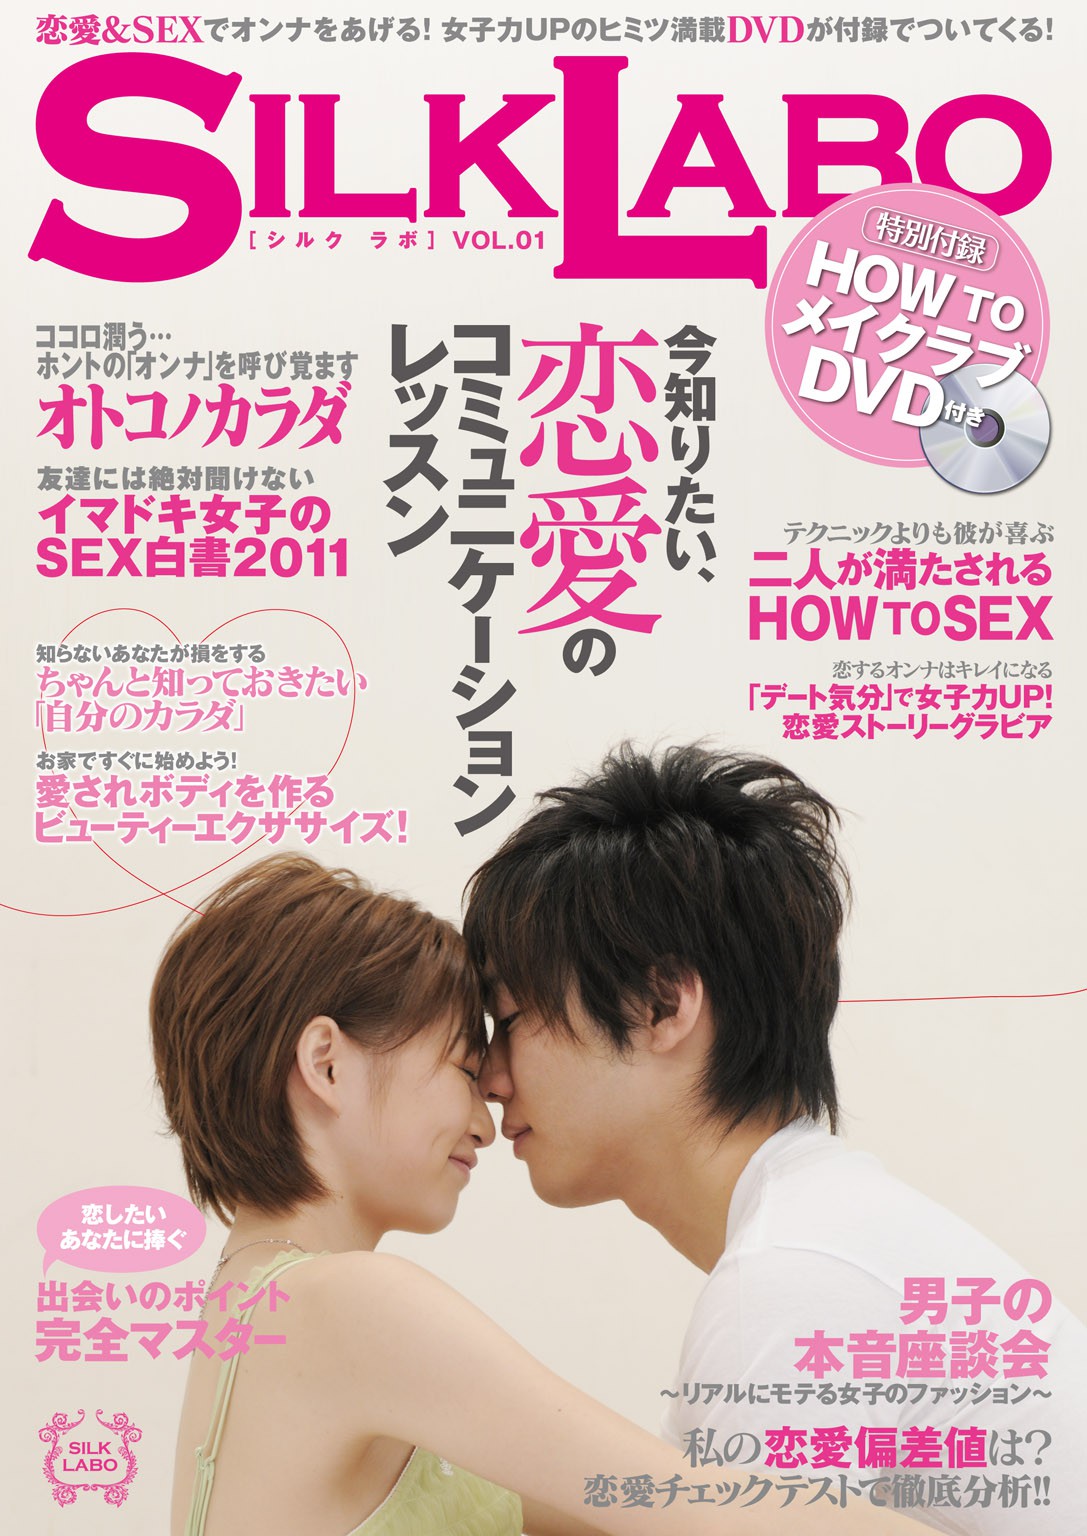 恋愛&SEXでオンナをあげる! 女子力UPのヒミツ満載DVDが付録でついてくる!
SILK LABO
[シルク ラボ] VOL.01
特別付録
HOW TO
メイクラブ
DVD付き
今知りたい、
恋愛の
コミュニケーション
レッスン
ココロ潤う…
ホントの「オンナ」を呼び覚ます
オトコノカラダ
友達には絶対聞けない
イマドキ女子の
SEX白書2011
知らないあなたが損をする
ちゃんと知っておきたい
「自分のカラダ」
お家ですぐに始めよう!
愛されボディを作る
ビューティーエクササイズ!
テクニックよりも彼が喜ぶ
二人が満たされる
HOW TO SEX
恋するオンナはキレイになる
「デート気分」で女子力UP!
恋愛ストーリーグラビア
恋したい
あなたに捧ぐ
出会いのポイント
完全マスター
男子の
本音座談会
~リアルにモテる女子のファッション~
私の恋愛偏差値は?
恋愛チェックテストで徹底分析!!
SILK
LABO